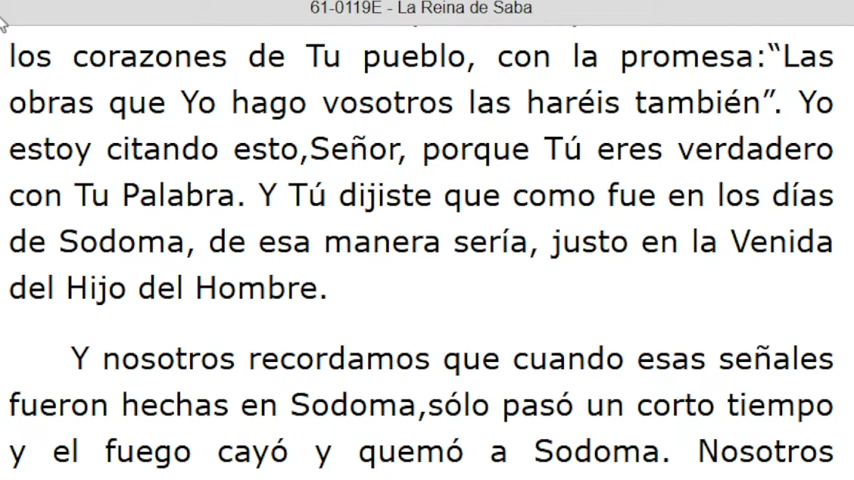 61-0119E - La Reina de Saba
los corazones de Tu pueblo, con la promesa:“Las
obras que Yo hago vosotros las haréis también”. Yo
estoy citando esto,Señor, porque Tú eres verdadero
con Tu Palabra. Y Tú dijiste que como fue en los días
de Sodoma, de esa manera sería, justo en la Venida
del Hijo del Hombre.
Y nosotros recordamos que cuando esas señales
fueron hechas en Sodoma,sólo pasó un corto tiempo
y el fuego cayó y quemó a Sodoma. Nosotros